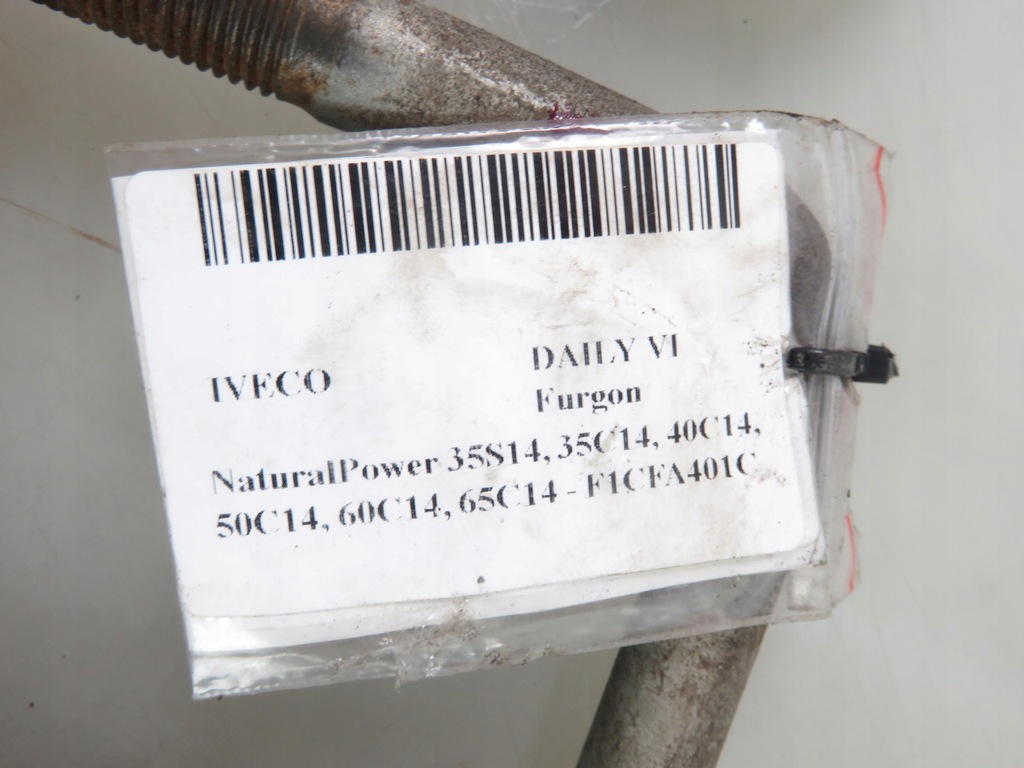 IVECO
DAILY VI
Furgon
NaturalPower 35S14, 35C14, 40C14,
50C14, 60C14, 65C14 - F1CFA401C